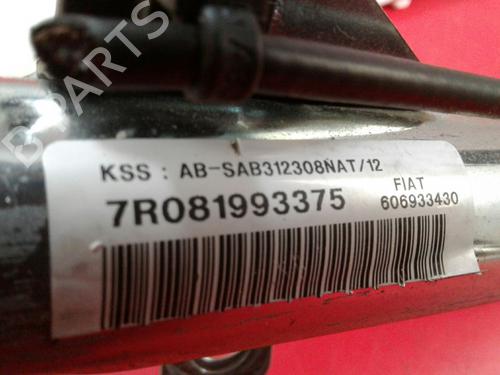 B-PARTS
KSS : AB-SAB312308NAT/12
7R081993375
FIAT
606933430